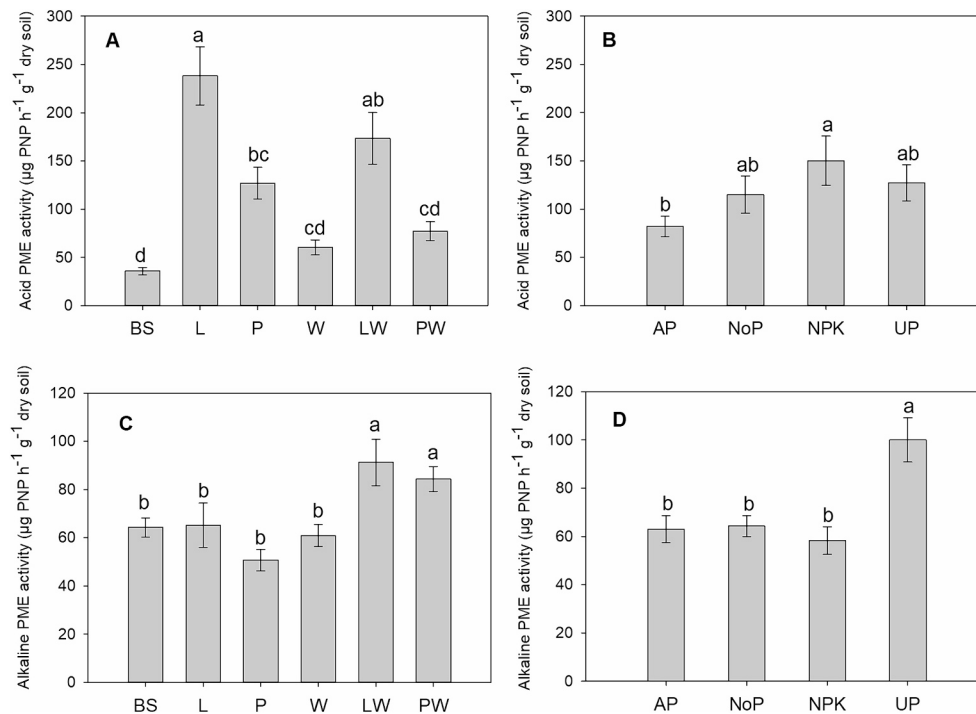 A
Acid PME activity (µg PNP h⁻¹ g⁻¹ dry soil)
300
250
200
150
100
50
0
d
a
bc
cd
ab
cd
BS L P W LW PW
B
Acid PME activity (µg PNP h⁻¹ g⁻¹ dry soil)
300
250
200
150
100
50
0
b
ab
a
ab
AP NoP NPK UP
C
Alkaline PME activity (µg PNP h⁻¹ g⁻¹ dry soil)
120
100
80
60
40
20
0
b
b
b
b
a
a
BS L P W LW PW
D
Alkaline PME activity (µg PNP h⁻¹ g⁻¹ dry soil)
120
100
80
60
40
20
0
b
b
b
a
AP NoP NPK UP